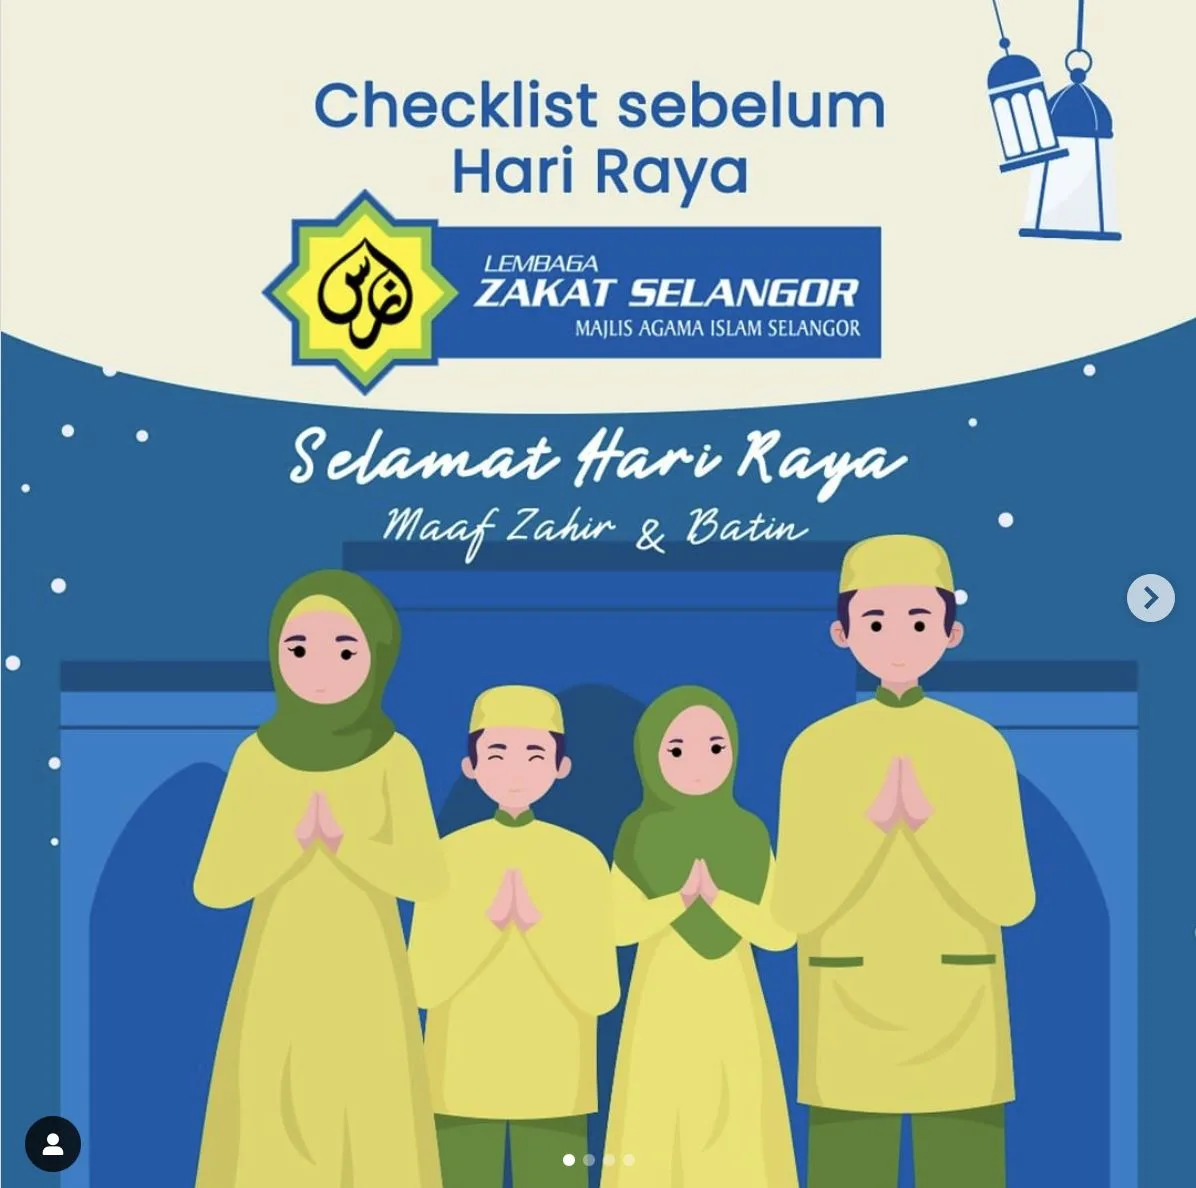 Checklist sebelum
Hari Raya
LEMBAGA
ZAKAT SELANGOR
MAJLIS AGAMA ISLAM SELANGOR
Selamat Hari Raya
Maaf Zahir & Batin